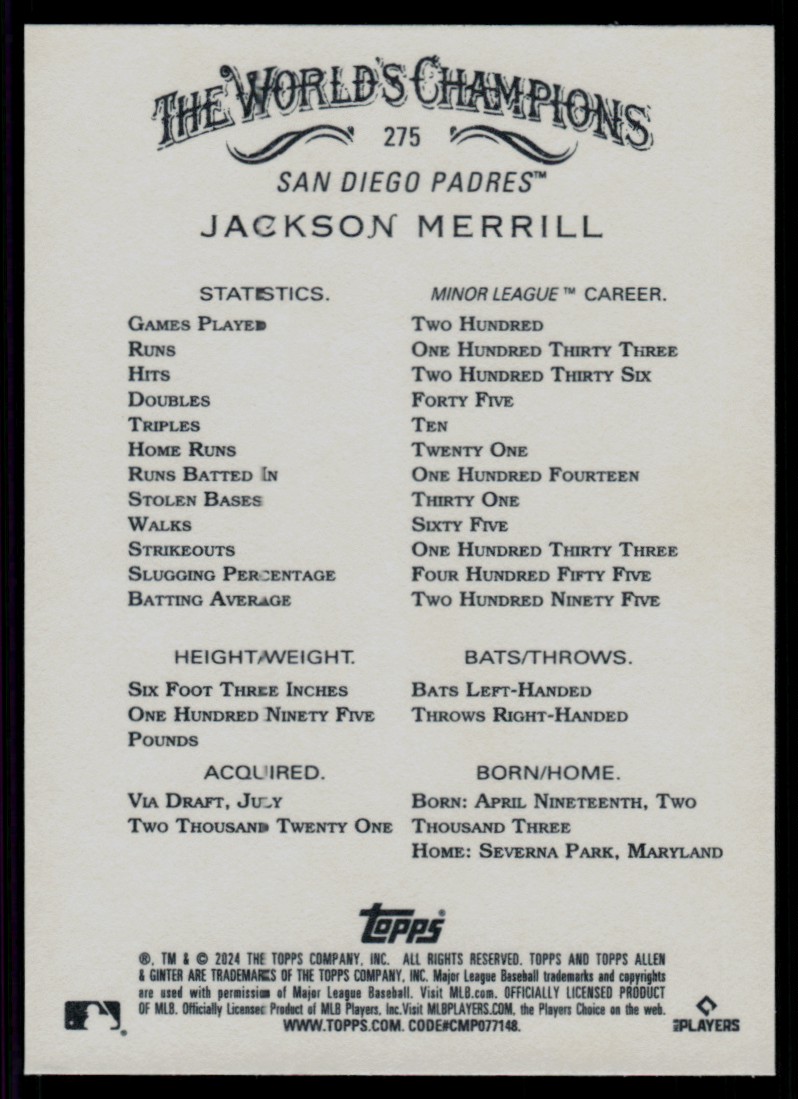 THE WORLD'S CHAMPIONS
275
SAN DIEGO PADRES™
JACKSON MERRILL
STATISTICS. MINOR LEAGUE™ CAREER.
GAMES PLAYED TWO HUNDRED
RUNS ONE HUNDRED THIRTY THREE
HITS TWO HUNDRED THIRTY SIX
DOUBLES FORTY FIVE
TRIPLES TEN
HOME RUNS TWENTY ONE
RUNS BATTED IN ONE HUNDRED FOURTEEN
STOLEN BASES THIRTY ONE
WALKS SIXTY FIVE
STRIKEOUTS ONE HUNDRED THIRTY THREE
SLUGGING PERCENTAGE FOUR HUNDRED FIFTY FIVE
BATTING AVERAGE TWO HUNDRED NINETY FIVE
HEIGHT/WEIGHT. BATS/THROWS.
SIX FOOT THREE INCHES BATS LEFT-HANDED
ONE HUNDRED NINETY FIVE THROWS RIGHT-HANDED
POUNDS
ACQUIRED. BORN/HOME.
VIA DRAFT, JULY BORN: APRIL NINETEENTH, TWO
TWO THOUSAND TWENTY ONE THOUSAND THREE
HOME: SEVERNA PARK, MARYLAND
topps®
®, TM & © 2024 THE TOPPS COMPANY, INC. ALL RIGHTS RESERVED. TOPPS AND TOPPS ALLEN
& GINTER ARE TRADEMARKS OF THE TOPPS COMPANY, INC. Major League Baseball trademarks and copyrights
are used with permission of Major League Baseball. Visit MLB.com. OFFICIALLY LICENSED PRODUCT
OF MLB. Officially Licensed Product of MLB Players, Inc.Visit MLBPLAYERS.COM, the Players Choice on the web.
WWW.TOPPS.COM. CODE#CMP077148.
MLB PLAYERS